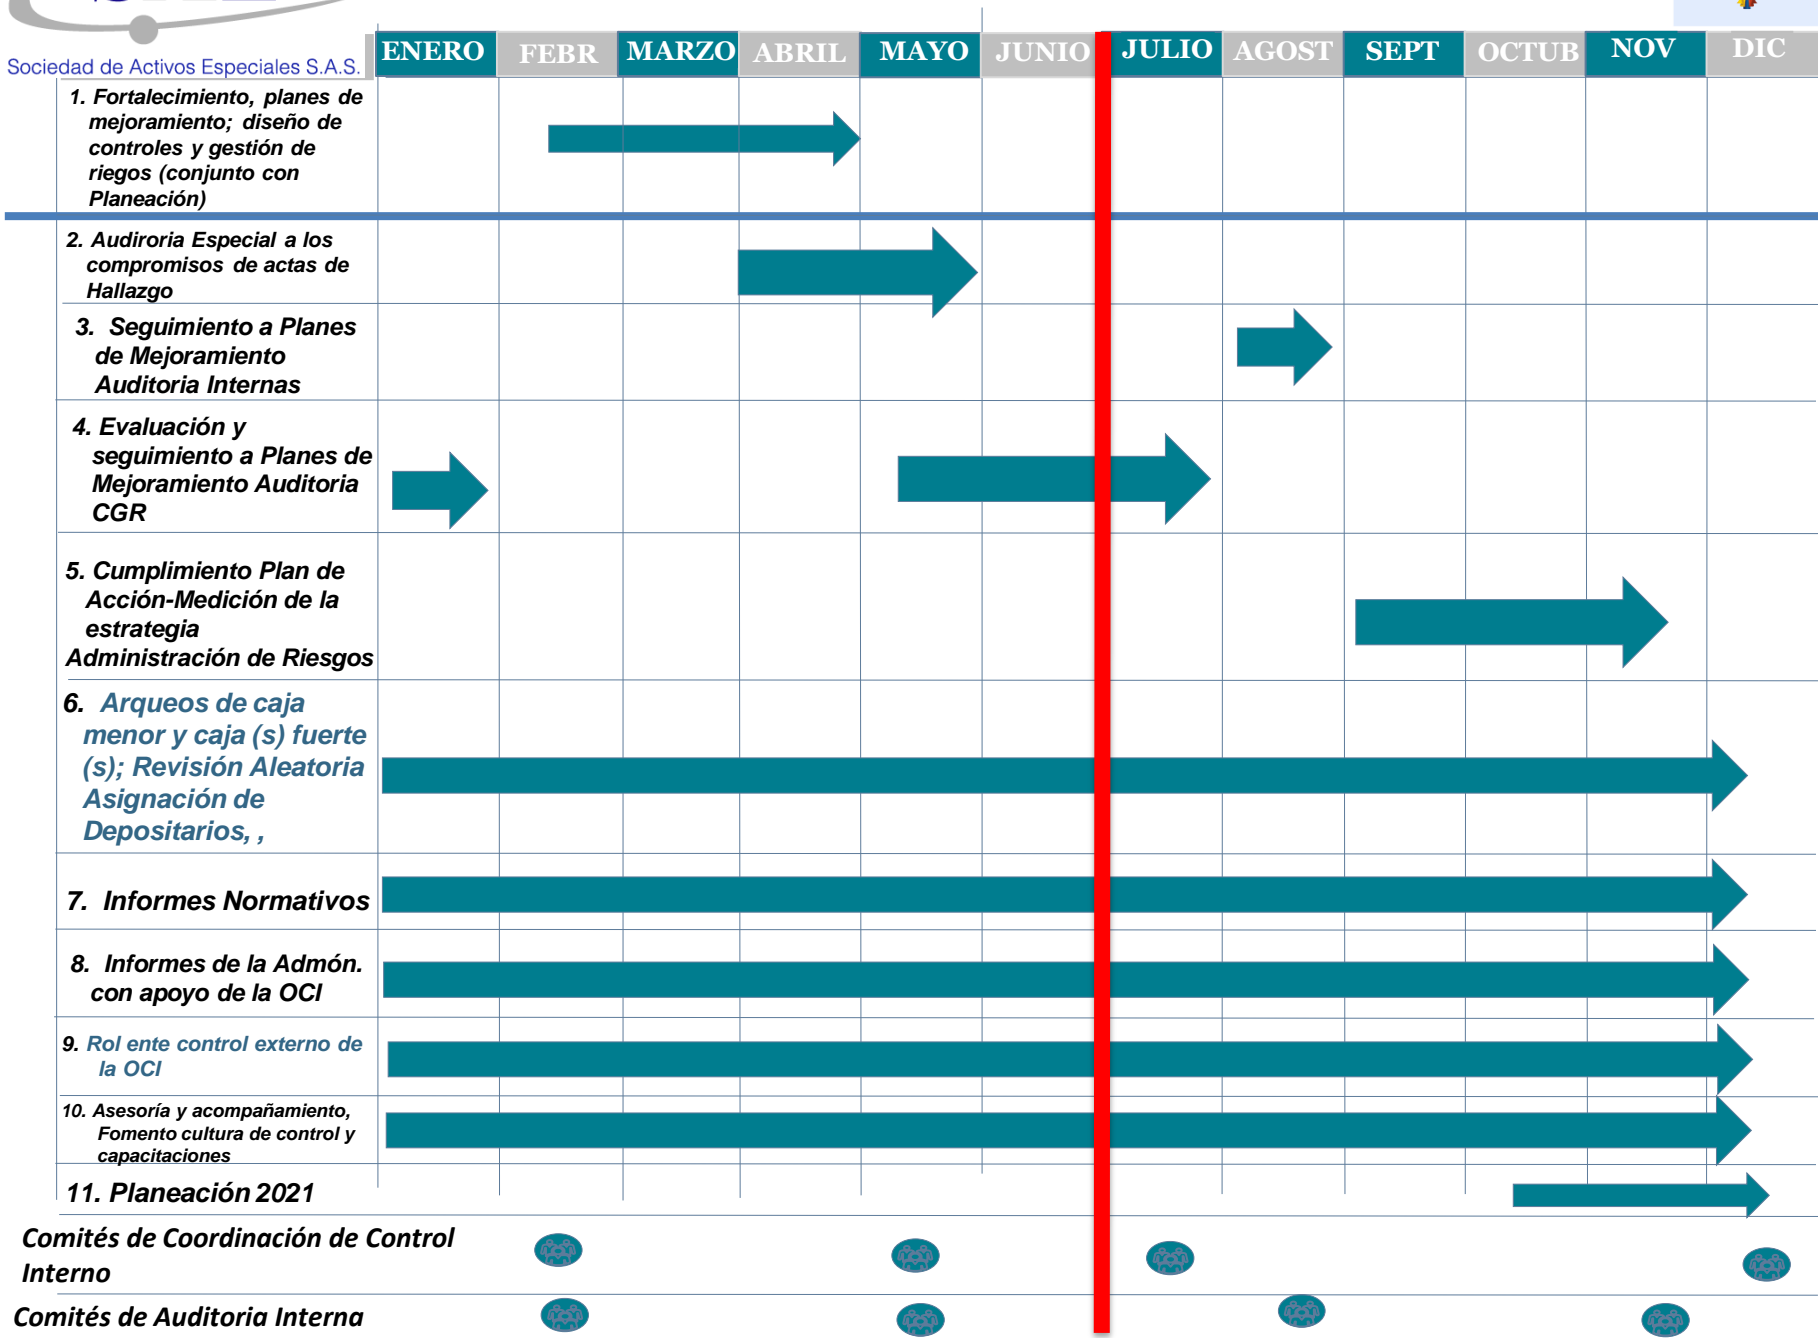 Sociedad de Activos Especiales S.A.S.
ENERO FEBR MARZO ABRIL MAYO JUNIO JULIO AGOST SEPT OCTUB NOV DIC
1. Fortalecimiento, planes de
mejoramiento; diseño de
controles y gestión de
riegos (conjunto con
Planeación)
2. Audiroria Especial a los
compromisos de actas de
Hallazgo
3. Seguimiento a Planes
de Mejoramiento
Auditoria Internas
4. Evaluación y
seguimiento a Planes de
Mejoramiento Auditoria
CGR
5. Cumplimiento Plan de
Acción-Medición de la
estrategia
Administración de Riesgos
6. Arqueos de caja
menor y caja (s) fuerte
(s); Revisión Aleatoria
Asignación de
Depositarios, ,
7. Informes Normativos
8. Informes de la Admón.
con apoyo de la OCI
9. Rol ente control externo de
la OCI
10. Asesoría y acompañamiento,
Fomento cultura de control y
capacitaciones
11. Planeación 2021
Comités de Coordinación de Control
Interno
Comités de Auditoria Interna